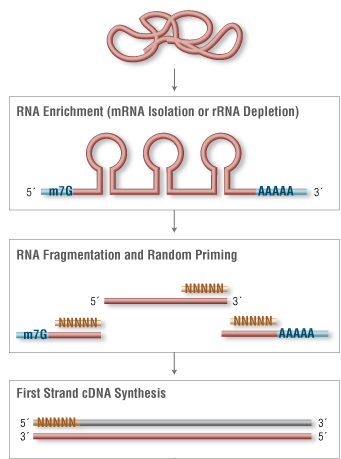 RNA Enrichment (mRNA Isolation or rRNA Depletion)
5´ m7G AAAAA 3´
RNA Fragmentation and Random Priming
NNNNN
5´ 3´
NNNNN NNNNN
m7G AAAAA
First Strand cDNA Synthesis
5´ NNNNN 3´
3´ 5´